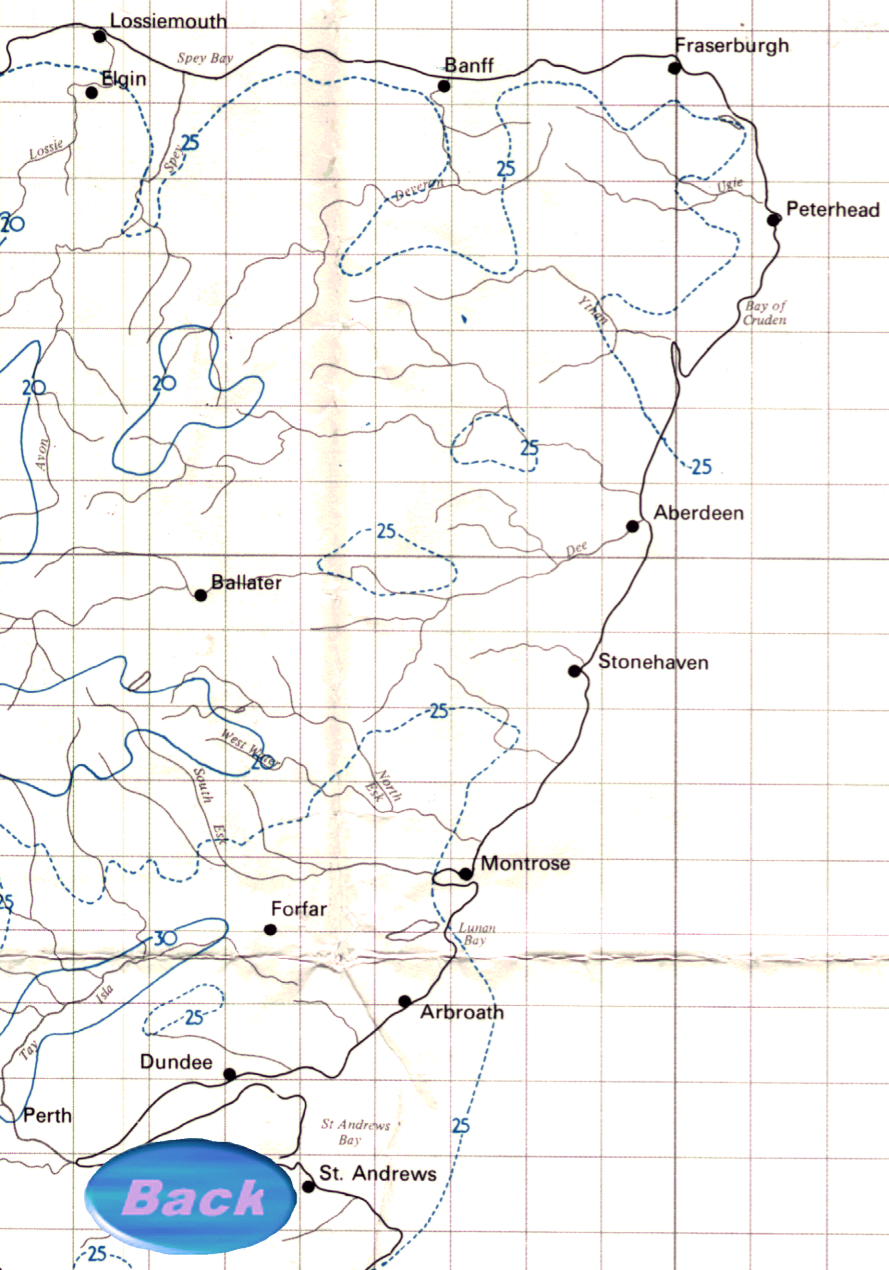 Lossiemouth
Fraserburgh
Spey Bay
Banff
Elgin
25
Spey
Lossie
25
Deveron
Ugie
20
Peterhead
Ythan
Bay of
Cruden
20
20
Avon
25
25
Aberdeen
25
Dee
Ballater
Stonehaven
25
West Water
20
South
Esk
North
Esk
Montrose
25
Forfar
Lunan
Bay
30
Isla
25
Arbroath
Tay
Dundee
Perth
St Andrews
Bay
25
St. Andrews
Back
25